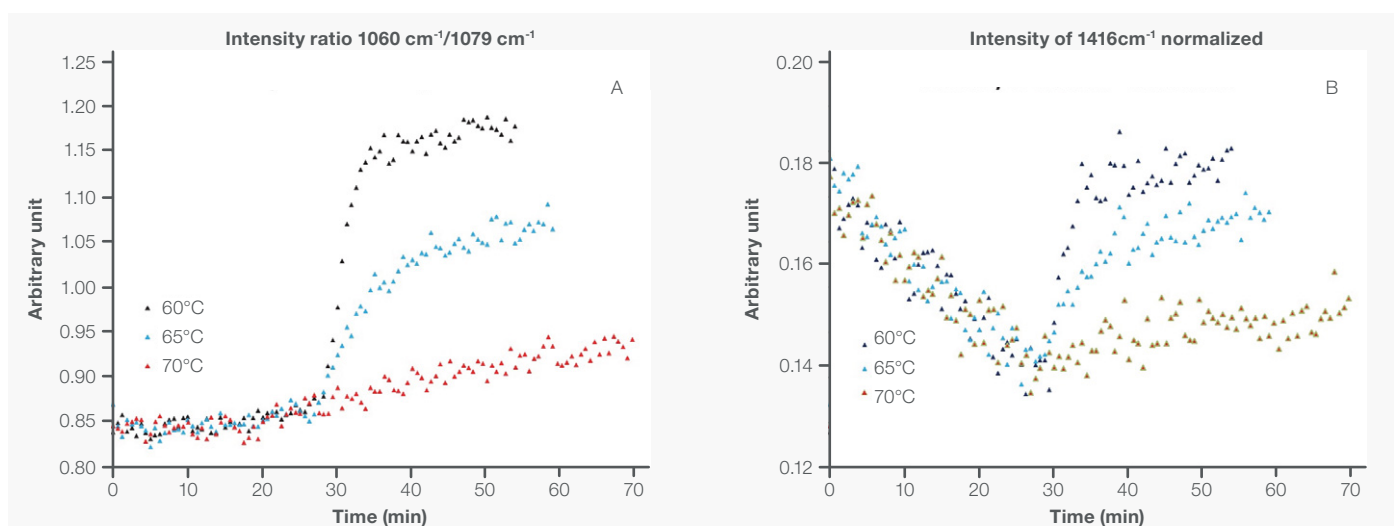 Intensity ratio 1060 cm⁻¹/1079 cm⁻¹
A
Arbitrary unit
1.25
1.20
1.15
1.10
1.05
1.00
0.95
0.90
0.85
0.80
60°C
65°C
70°C
0 10 20 30 40 50 60 70
Time (min)
Intensity of 1416cm⁻¹ normalized
B
Arbitrary unit
0.20
0.18
0.16
0.14
0.12
60°C
65°C
70°C
0 10 20 30 40 50 60 70
Time (min)